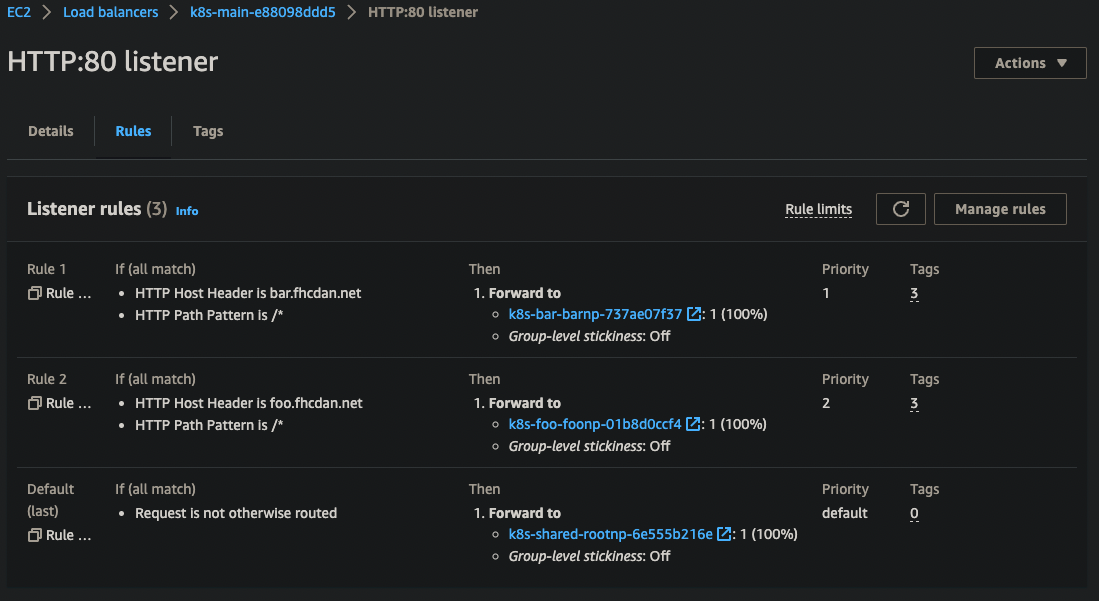 EC2 > Load balancers > k8s-main-e88098ddd5 > HTTP:80 listener
HTTP:80 listener
Actions ▼
Details Rules Tags
Listener rules (3) Info
Rule limits
Manage rules
Rule 1 If (all match) Then Priority Tags
Rule ... • HTTP Host Header is bar.fhcdan.net 1. Forward to 1 3
• HTTP Path Pattern is /* ◦ k8s-bar-barnp-737ae07f37: 1 (100%)
◦ Group-level stickiness: Off
Rule 2 If (all match) Then Priority Tags
Rule ... • HTTP Host Header is foo.fhcdan.net 1. Forward to 2 3
• HTTP Path Pattern is /* ◦ k8s-foo-foonp-01b8d0ccf4: 1 (100%)
◦ Group-level stickiness: Off
Default If (all match) Then Priority Tags
(last) • Request is not otherwise routed 1. Forward to default 0
Rule ... ◦ k8s-shared-rootnp-6e555b216e: 1 (100%)
◦ Group-level stickiness: Off